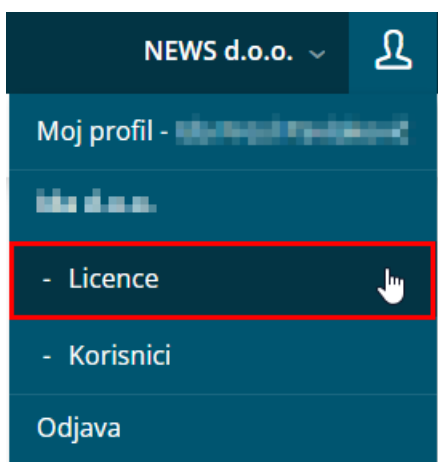 NEWS d.o.o.
Moj profil -
- Licence
- Korisnici
Odjava